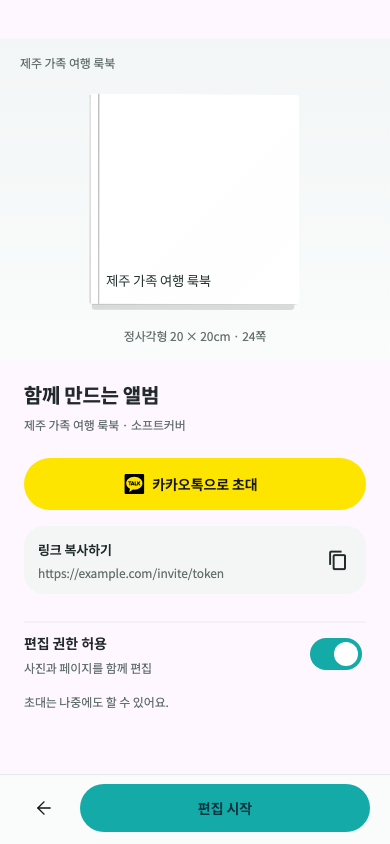 제주 가족 여행 룩북
제주 가족 여행 룩북
정사각형 20 × 20cm · 24쪽
함께 만드는 앨범
제주 가족 여행 룩북 · 소프트커버
TALK 카카오톡으로 초대
링크 복사하기
https://example.com/invite/token
편집 권한 허용
사진과 페이지를 함께 편집
초대는 나중에도 할 수 있어요.
편집 시작